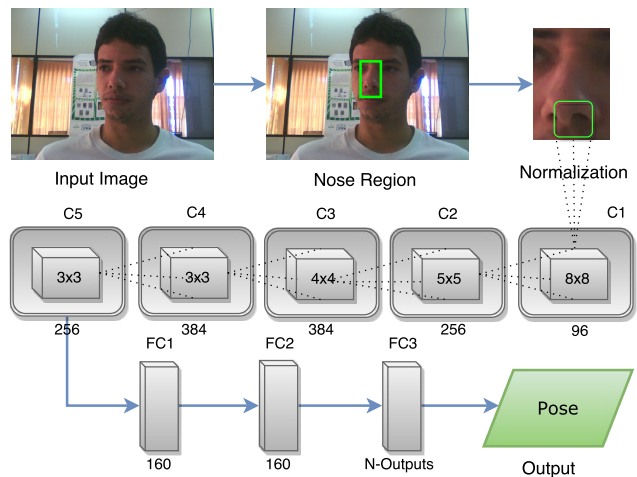 Input Image
Nose Region
Normalization
C5
C4
C3
C2
C1
3x3
3x3
4x4
5x5
8x8
256
384
384
256
96
FC1
FC2
FC3
160
160
N-Outputs
Pose
Output